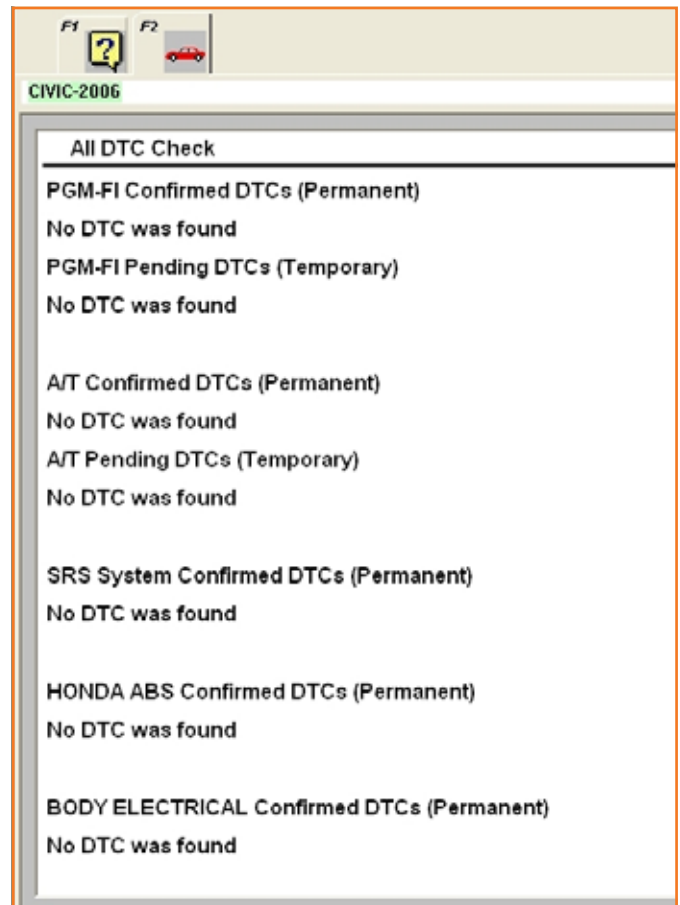 F1 F2
CIVIC-2006
All DTC Check
PGM-FI Confirmed DTCs (Permanent)
No DTC was found
PGM-FI Pending DTCs (Temporary)
No DTC was found
A/T Confirmed DTCs (Permanent)
No DTC was found
A/T Pending DTCs (Temporary)
No DTC was found
SRS System Confirmed DTCs (Permanent)
No DTC was found
HONDA ABS Confirmed DTCs (Permanent)
No DTC was found
BODY ELECTRICAL Confirmed DTCs (Permanent)
No DTC was found